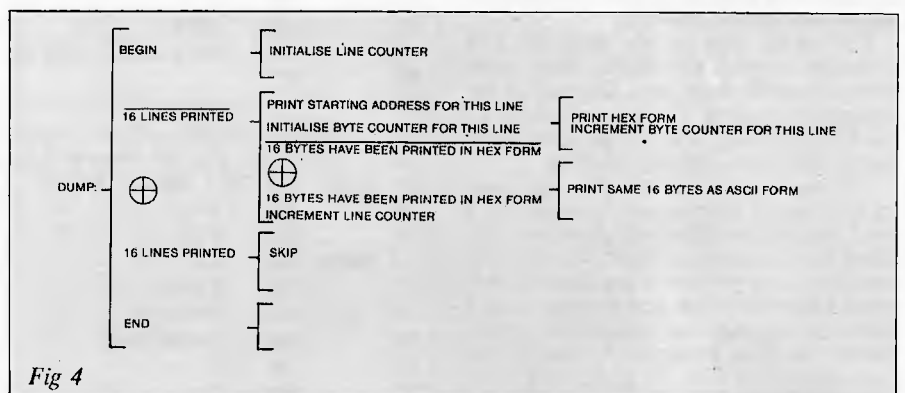 BEGIN
INITIALISE LINE COUNTER
16 LINES PRINTED
PRINT STARTING ADDRESS FOR THIS LINE
INITIALISE BYTE COUNTER FOR THIS LINE
16 BYTES HAVE BEEN PRINTED IN HEX FORM
PRINT HEX FORM
INCREMENT BYTE COUNTER FOR THIS LINE
DUMP:
16 BYTES HAVE BEEN PRINTED IN HEX FORM
INCREMENT LINE COUNTER
PRINT SAME 16 BYTES AS ASCII FORM
16 LINES PRINTED
SKIP
END
Fig 4